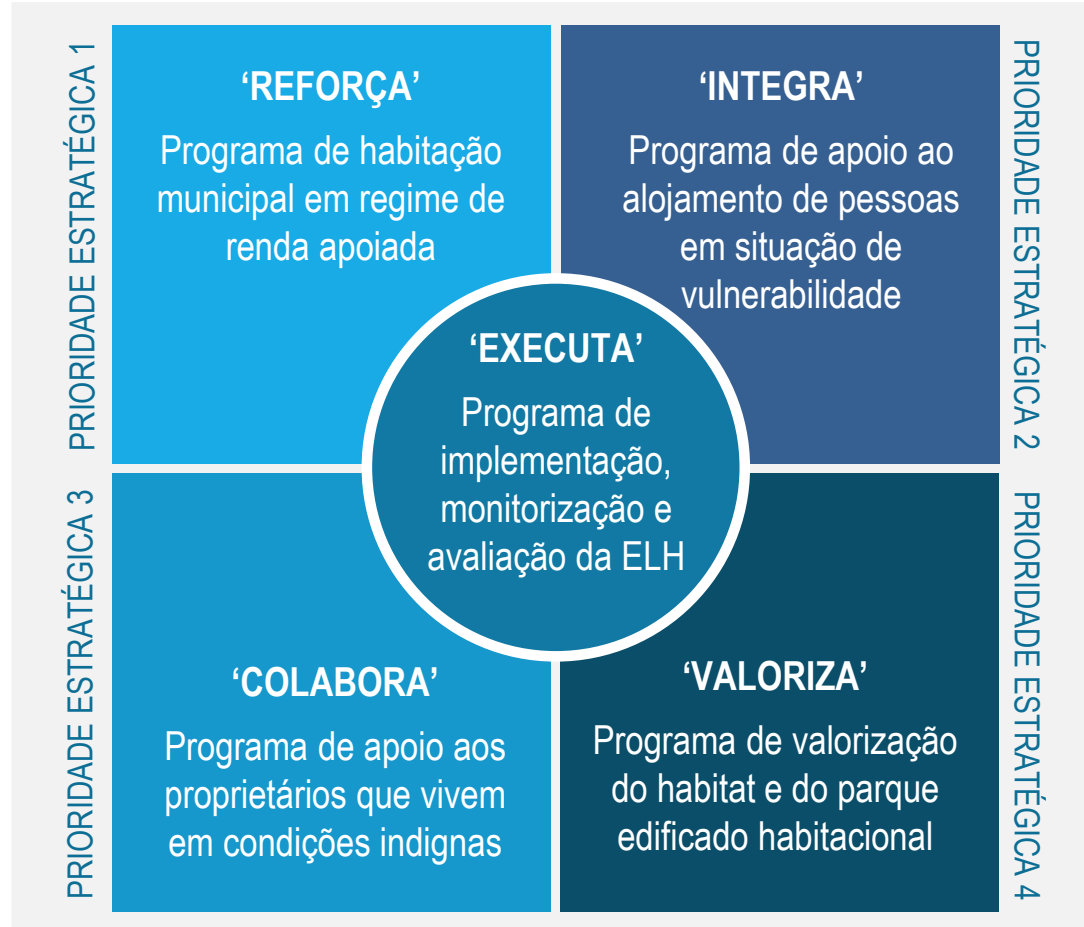 PRIORIDADE ESTRATÉGICA 1
‘REFORÇA’
Programa de habitação
municipal em regime de
renda apoiada
PRIORIDADE ESTRATÉGICA 2
‘INTEGRA’
Programa de apoio ao
alojamento de pessoas
em situação de
vulnerabilidade
‘EXECUTA’
Programa de
implementação,
monitorização e
avaliação da ELH
PRIORIDADE ESTRATÉGICA 3
‘COLABORA’
Programa de apoio aos
proprietários que vivem
em condições indignas
PRIORIDADE ESTRATÉGICA 4
‘VALORIZA’
Programa de valorização
do habitat e do parque
edificado habitacional